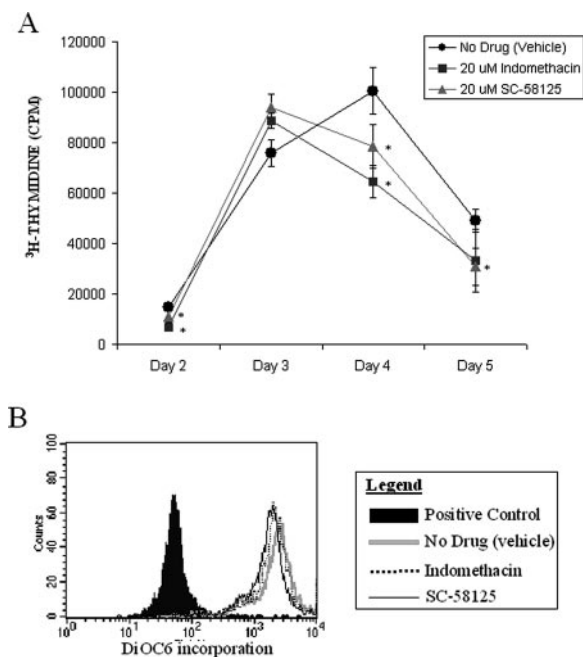 A
No Drug (Vehicle)
20 uM Indomethacin
20 uM SC-58125
³H-THYMIDINE (CPM)
120000
100000
80000
60000
40000
20000
0
*
*
*
*
*
Day 2
Day 3
Day 4
Day 5
B
Counts
100
80
60
40
20
0
10⁰
10¹
10²
10³
10⁴
DiOC6 incorporation
Legend
Positive Control
No Drug (vehicle)
Indomethacin
SC-58125